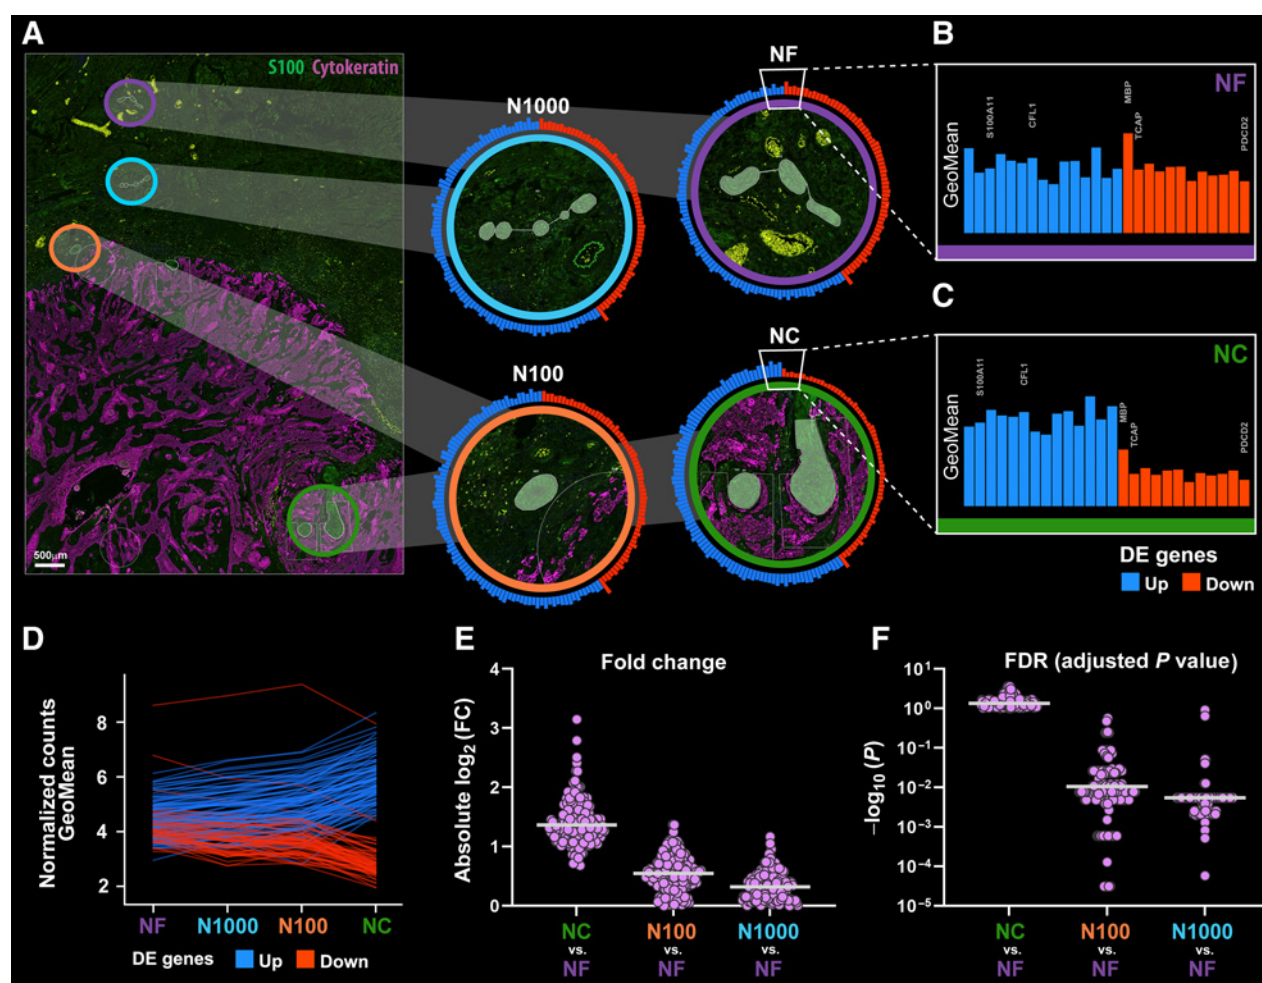 A
S100 Cytokeratin
500μm
N1000
NF
N100
NC
B
NF
GeoMean
S100A11
CFL1
MBP
TCAP
PDCD2
C
NC
GeoMean
S100A11
CFL1
MBP
TCAP
PDCD2
DE genes
Up Down
D
Normalized counts
GeoMean
8
6
4
2
NF N1000 N100 NC
DE genes Up Down
E
Fold change
Absolute log2 (FC)
4
3
2
1
0
NC N100 N1000
vs. vs. vs.
NF NF NF
F
FDR (adjusted P value)
−log10 (P)
10^1
10^0
10^−1
10^−2
10^−3
10^−4
10^−5
NC N100 N1000
vs. vs. vs.
NF NF NF